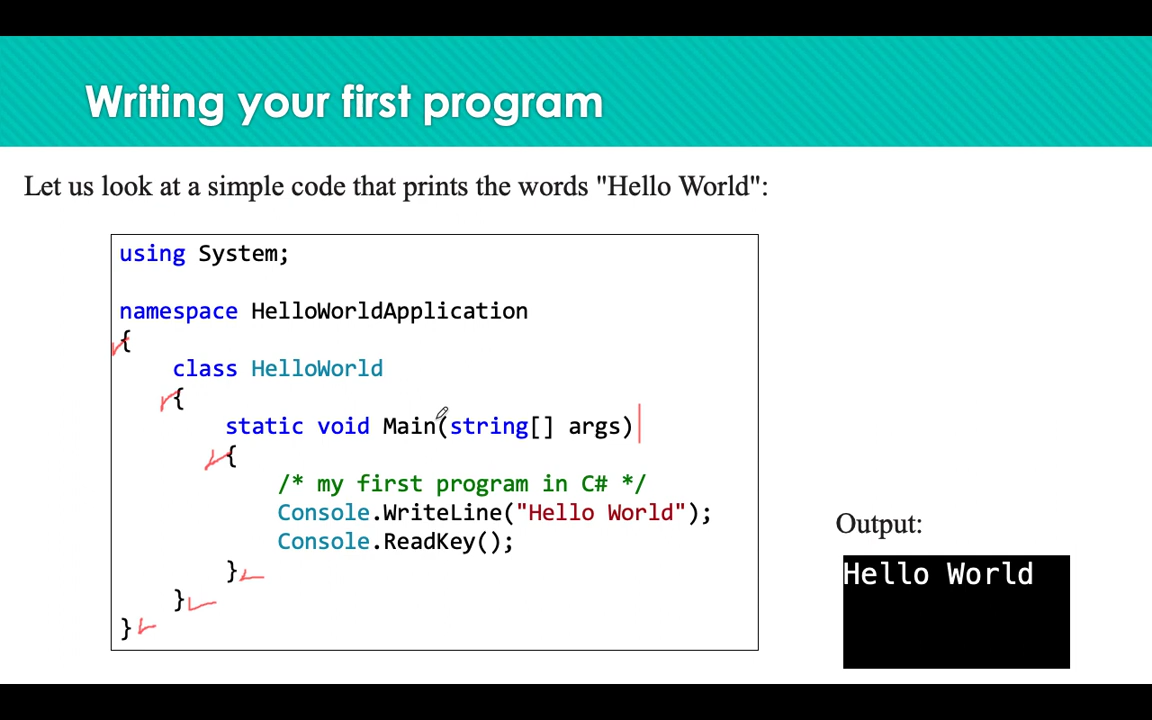 Writing your first program
Let us look at a simple code that prints the words "Hello World":
using System;
namespace HelloWorldApplication
{
class HelloWorld
{
static void Main(string[] args)
{
/* my first program in C# */
Console.WriteLine("Hello World");
Console.ReadKey();
}
}
}
Output:
Hello World